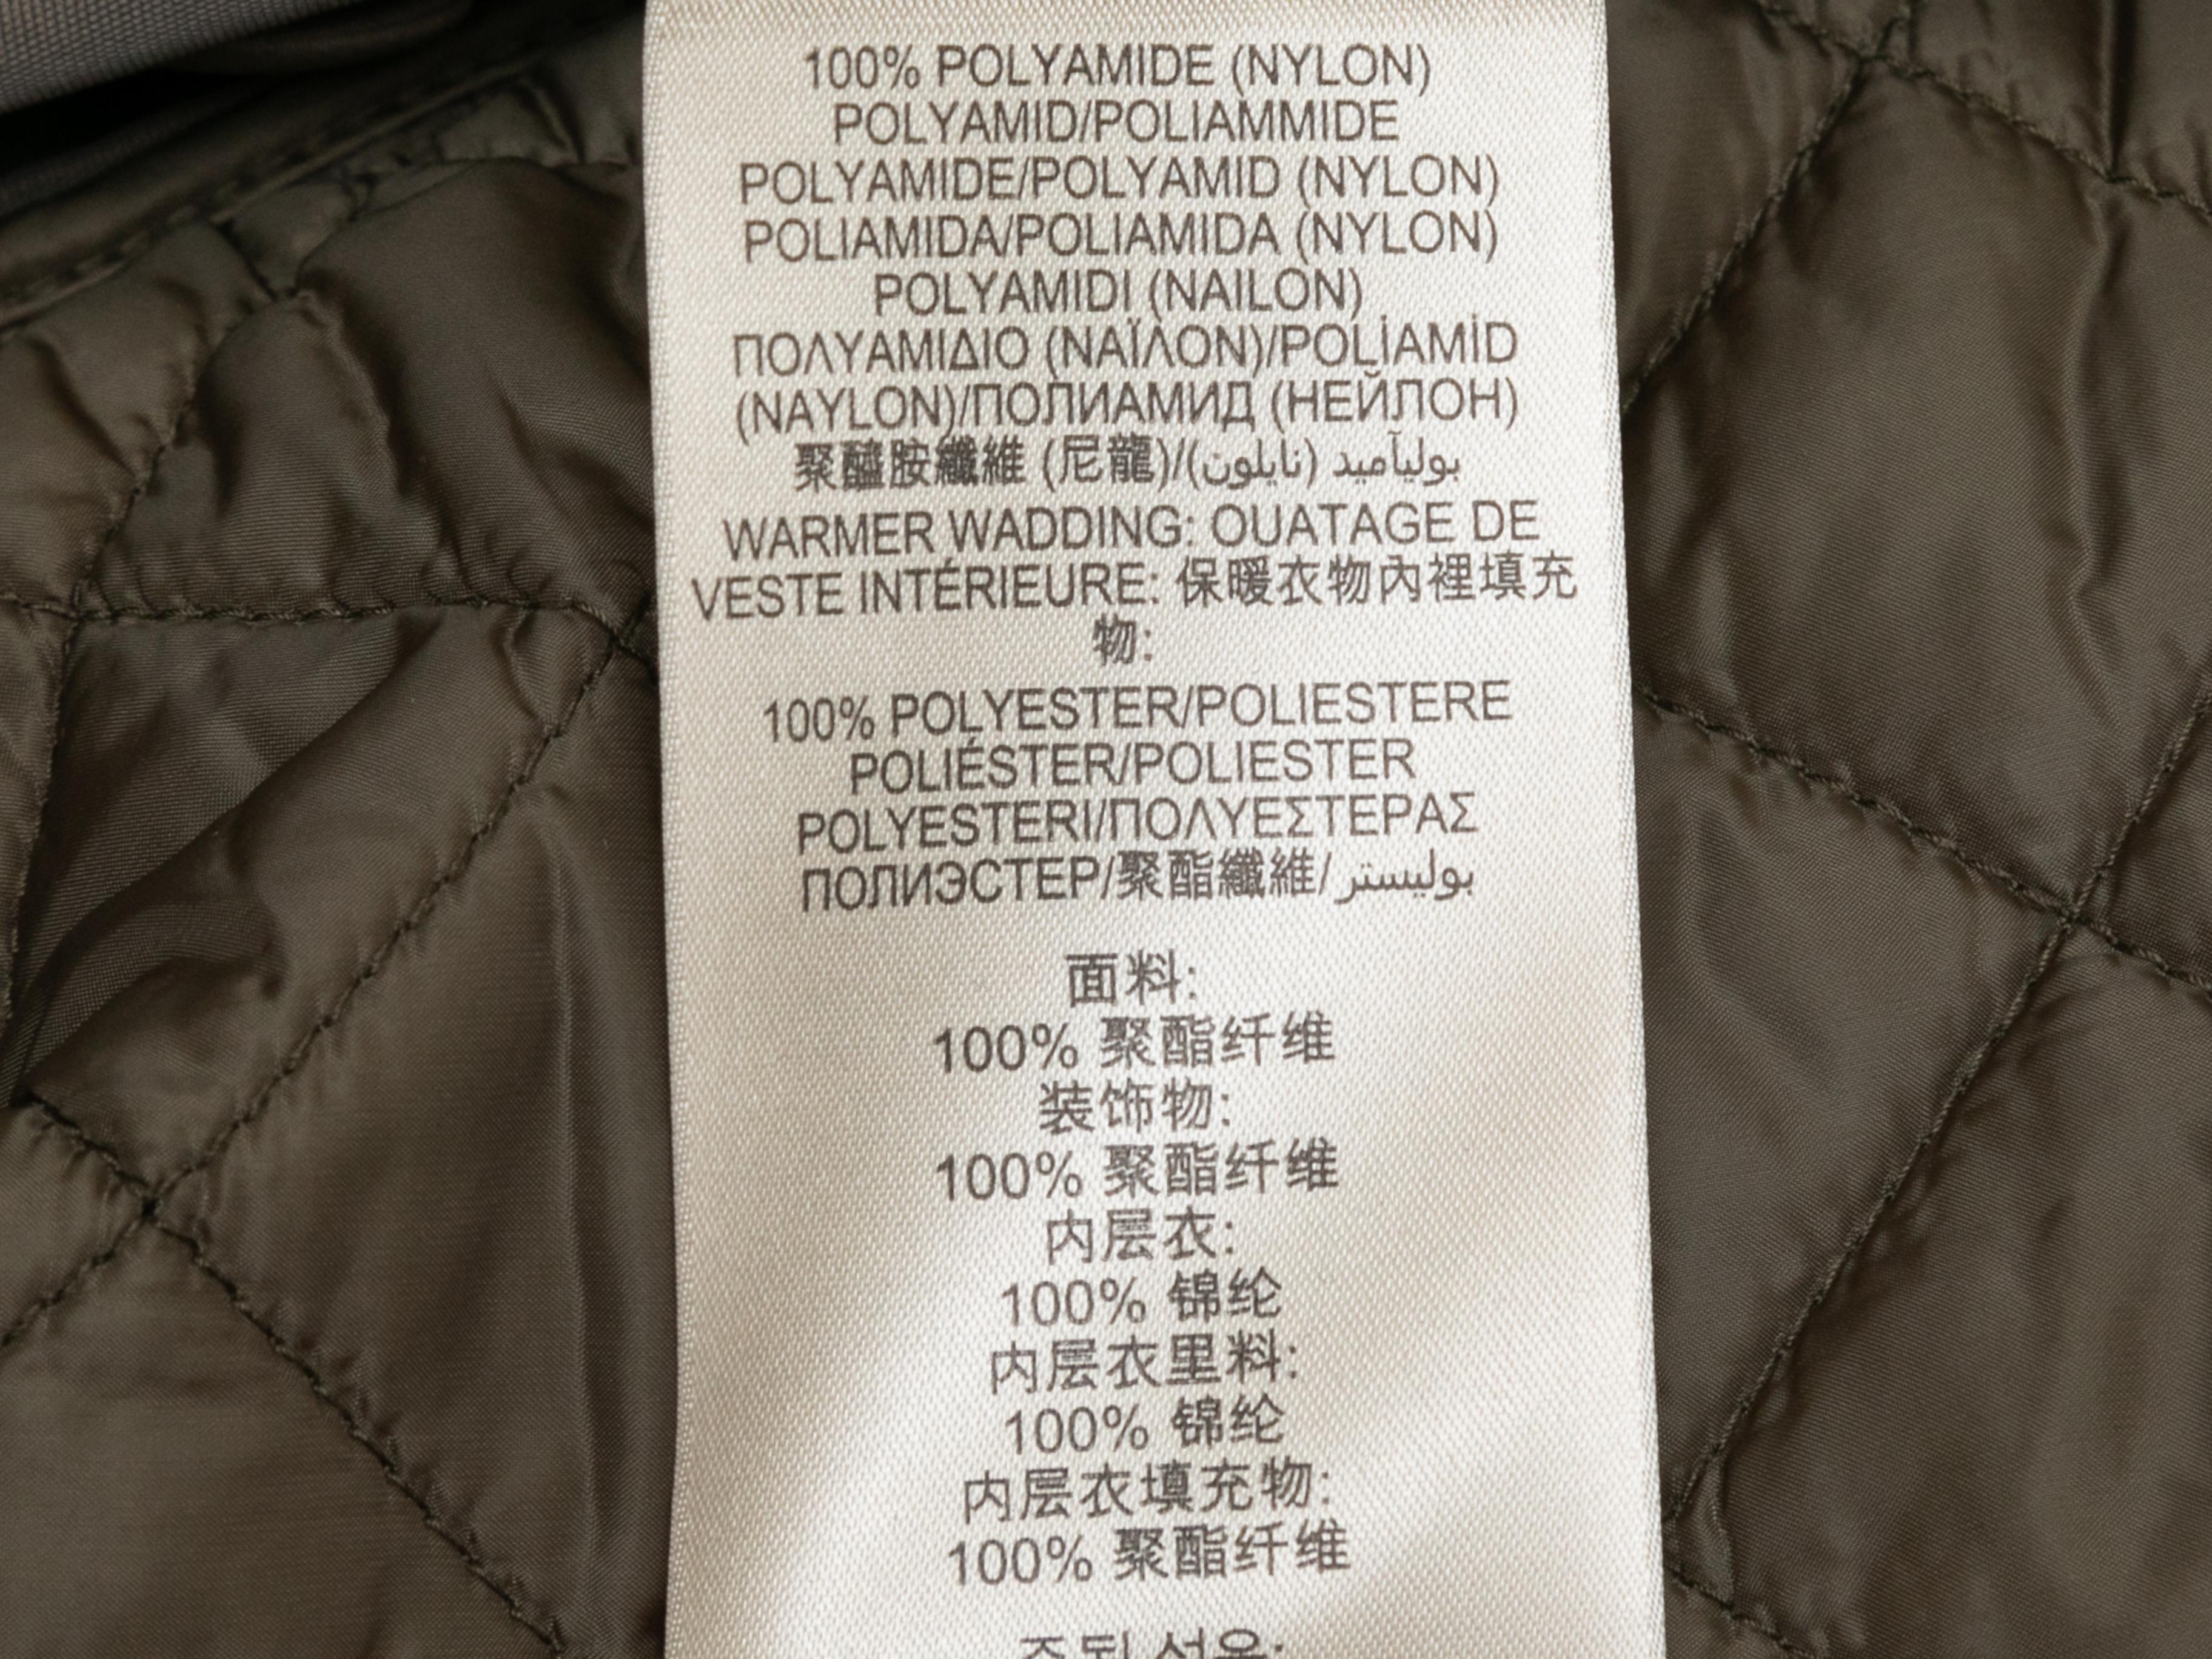 100% POLYAMIDE (NYLON)
POLYAMID/POLIAMMIDE
POLYAMIDE/POLYAMID (NYLON)
POLIAMIDA/POLIAMIDA (NYLON)
POLYAMIDI (NAILON)
ΠΟΛΥΑΜΙΔΙΟ (ΝΑΪΛΟΝ)/POLİAMİD
(NAYLON)/ПОЛИАМИД (НЕЙЛОН)
聚醯胺纖維 (尼龍)/بوليآميد (نايلون)
WARMER WADDING: OUATAGE DE
VESTE INTÉRIEURE: 保暖衣物內裡填充
物:
100% POLYESTER/POLIESTERE
POLIÉSTER/POLIESTER
POLYESTERI/ΠΟΛΥΕΣΤΕΡΑΣ
ПОЛИЭСТЕР/聚酯纖維/بوليستر
面料:
100% 聚酯纤维
装饰物:
100% 聚酯纤维
内层衣:
100% 锦纶
内层衣里料:
100% 锦纶
内层衣填充物:
100% 聚酯纤维